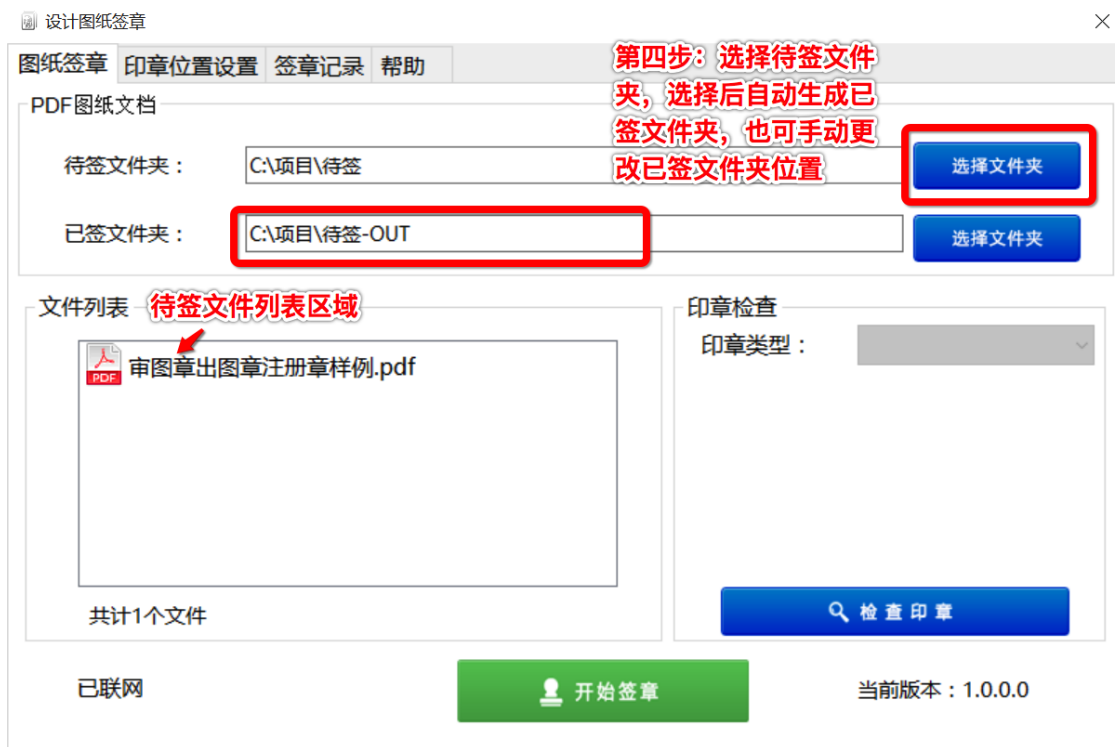 设计图纸签章
图纸签章 印章位置设置 签章记录 帮助
第四步：选择待签文件
夹，选择后自动生成已
签文件夹，也可手动更
改已签文件夹位置
PDF图纸文档
待签文件夹：
C:\项目\待签
选择文件夹
已签文件夹：
C:\项目\待签-OUT
选择文件夹
文件列表
待签文件列表区域
PDF
审图章出图章注册章样例.pdf
共计1个文件
印章检查
印章类型：
检查印章
已联网
开始签章
当前版本：1.0.0.0